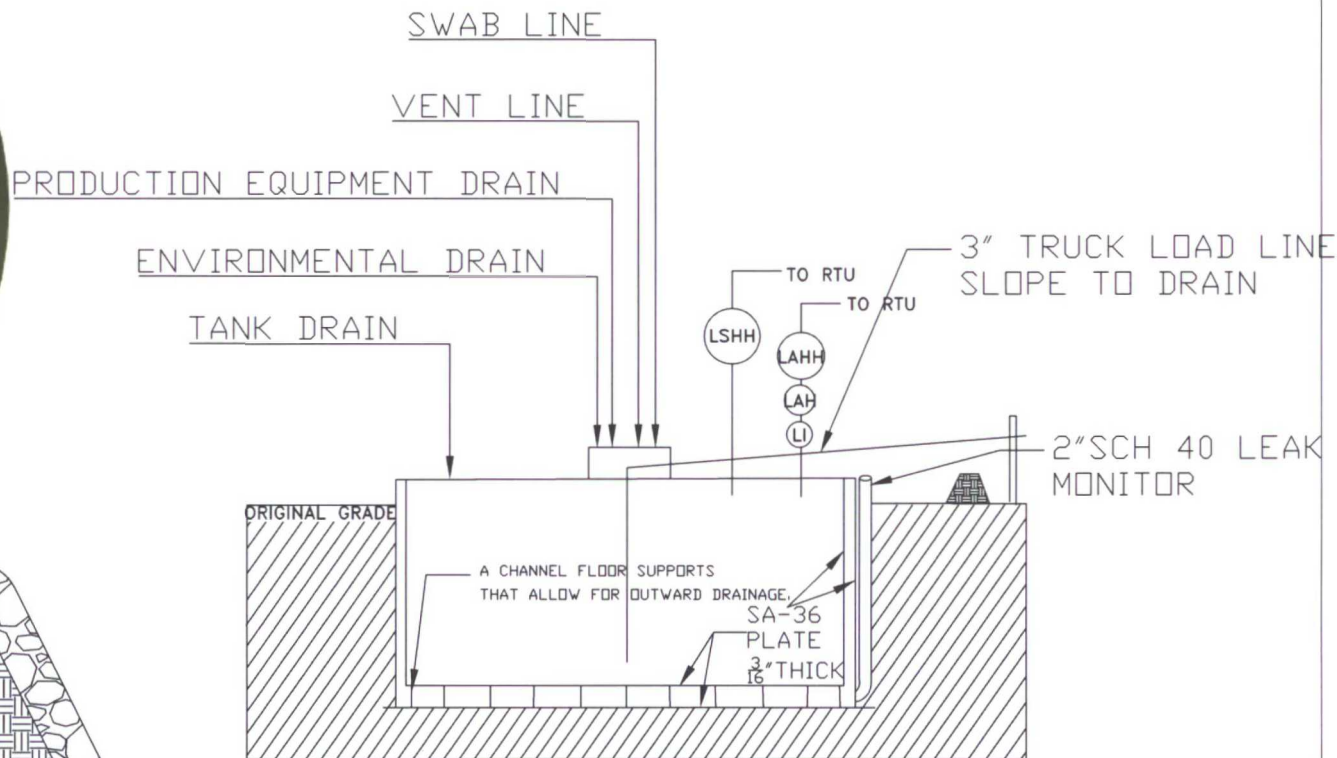 SWAB LINE
VENT LINE
PRODUCTION EQUIPMENT DRAIN
ENVIRONMENTAL DRAIN
TANK DRAIN
TO RTU
TO RTU
3" TRUCK LOAD LINE
SLOPE TO DRAIN
LSHH
LAHH
LAH
LI
2"SCH 40 LEAK
MONITOR
ORIGINAL GRADE
A CHANNEL FLOOR SUPPORTS
THAT ALLOW FOR OUTWARD DRAINAGE.
SA-36
PLATE
3/16" THICK